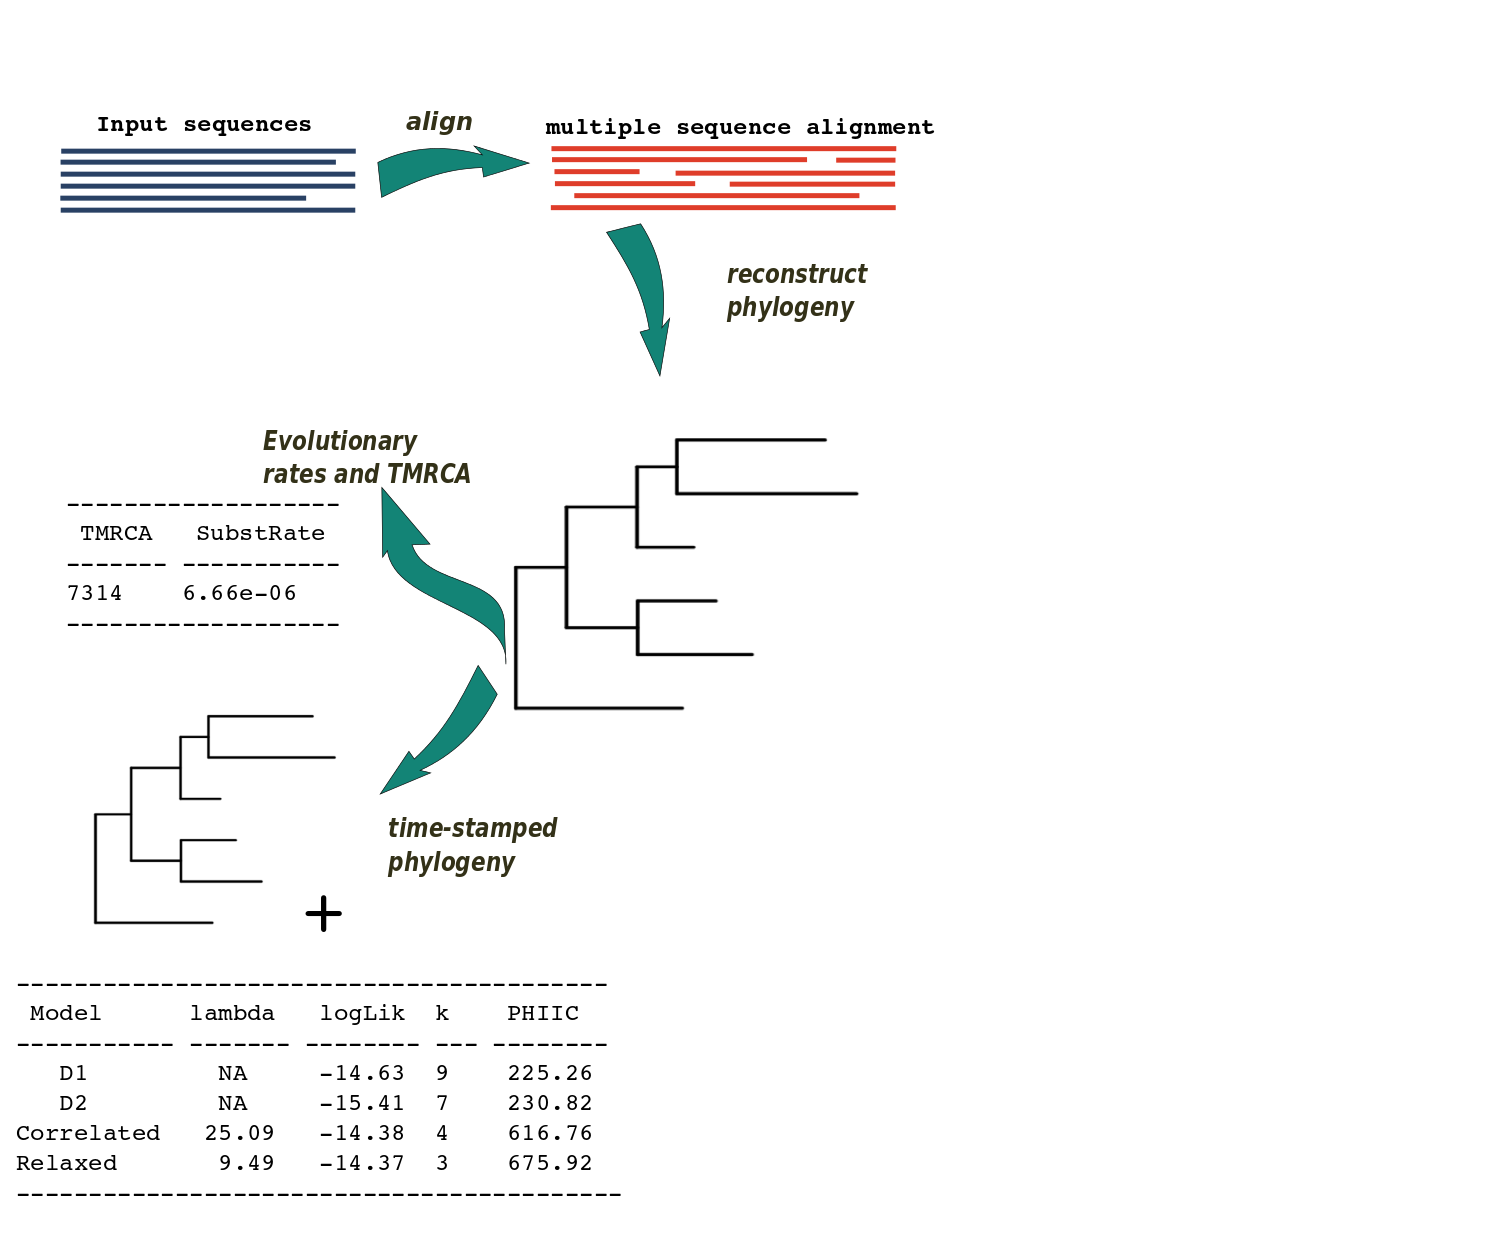 Input sequences
align
multiple sequence alignment
reconstruct
phylogeny
Evolutionary
rates and TMRCA
-------------------
TMRCA SubstRate
------- -----------
7314 6.66e-06
-------------------
time-stamped
phylogeny
+
-----------------------------------------
Model lambda logLik k PHIIC
----------- ------- -------- --- --------
D1 NA -14.63 9 225.26
D2 NA -15.41 7 230.82
Correlated 25.09 -14.38 4 616.76
Relaxed 9.49 -14.37 3 675.92
------------------------------------------